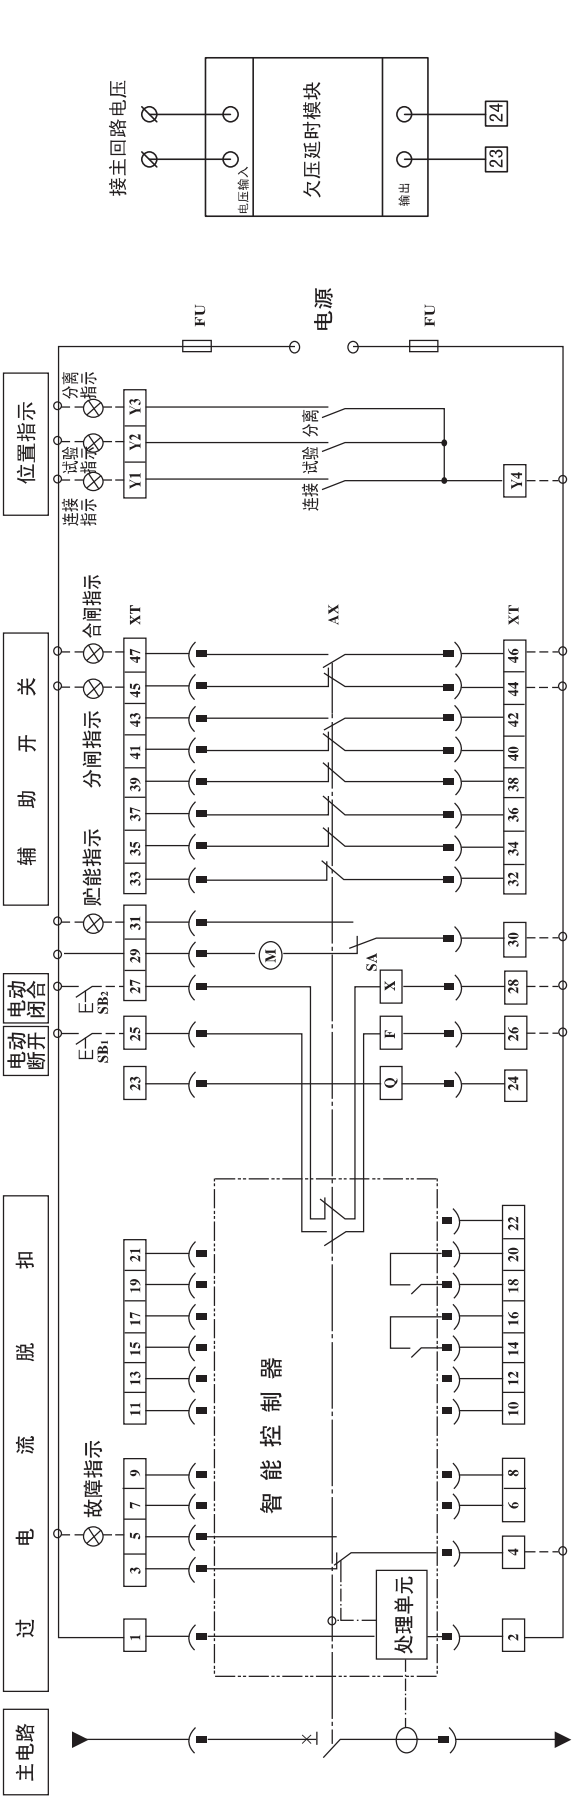 主电路
过电流脱扣
电动
断开
电动
闭合
辅助开关
位置指示
故障指示
SB1
SB2
贮能指示
分闸指示
合闸指示
连接
指示
试验
指示
分离
指示
1 3 5 7 9 11 13 15 17 19 21 23 25 27 29 31 33 35 37 39 41 43 45 47 XT Y1 Y2 Y3
FU
智能控制器
M
AX
连接 试验 分离
电源
SA
处理单元
Q F X
2 4 6 8 10 12 14 16 18 20 22 24 26 28 30 32 34 36 38 40 42 44 46 XT Y4
FU
接主回路电压
电压输入
欠压延时模块
输出
23 24